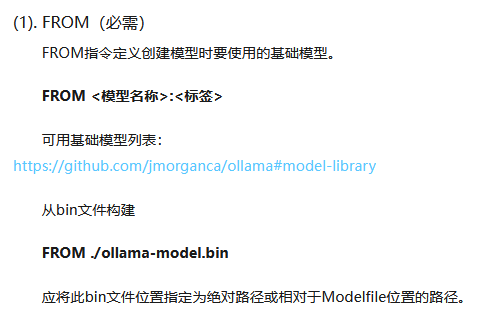 (1). FROM（必需）
FROM指令定义创建模型时要使用的基础模型。
FROM <模型名称>:<标签>
可用基础模型列表：
https://github.com/jmorganca/ollama#model-library
从bin文件构建
FROM ./ollama-model.bin
应将此bin文件位置指定为绝对路径或相对于Modelfile位置的路径。